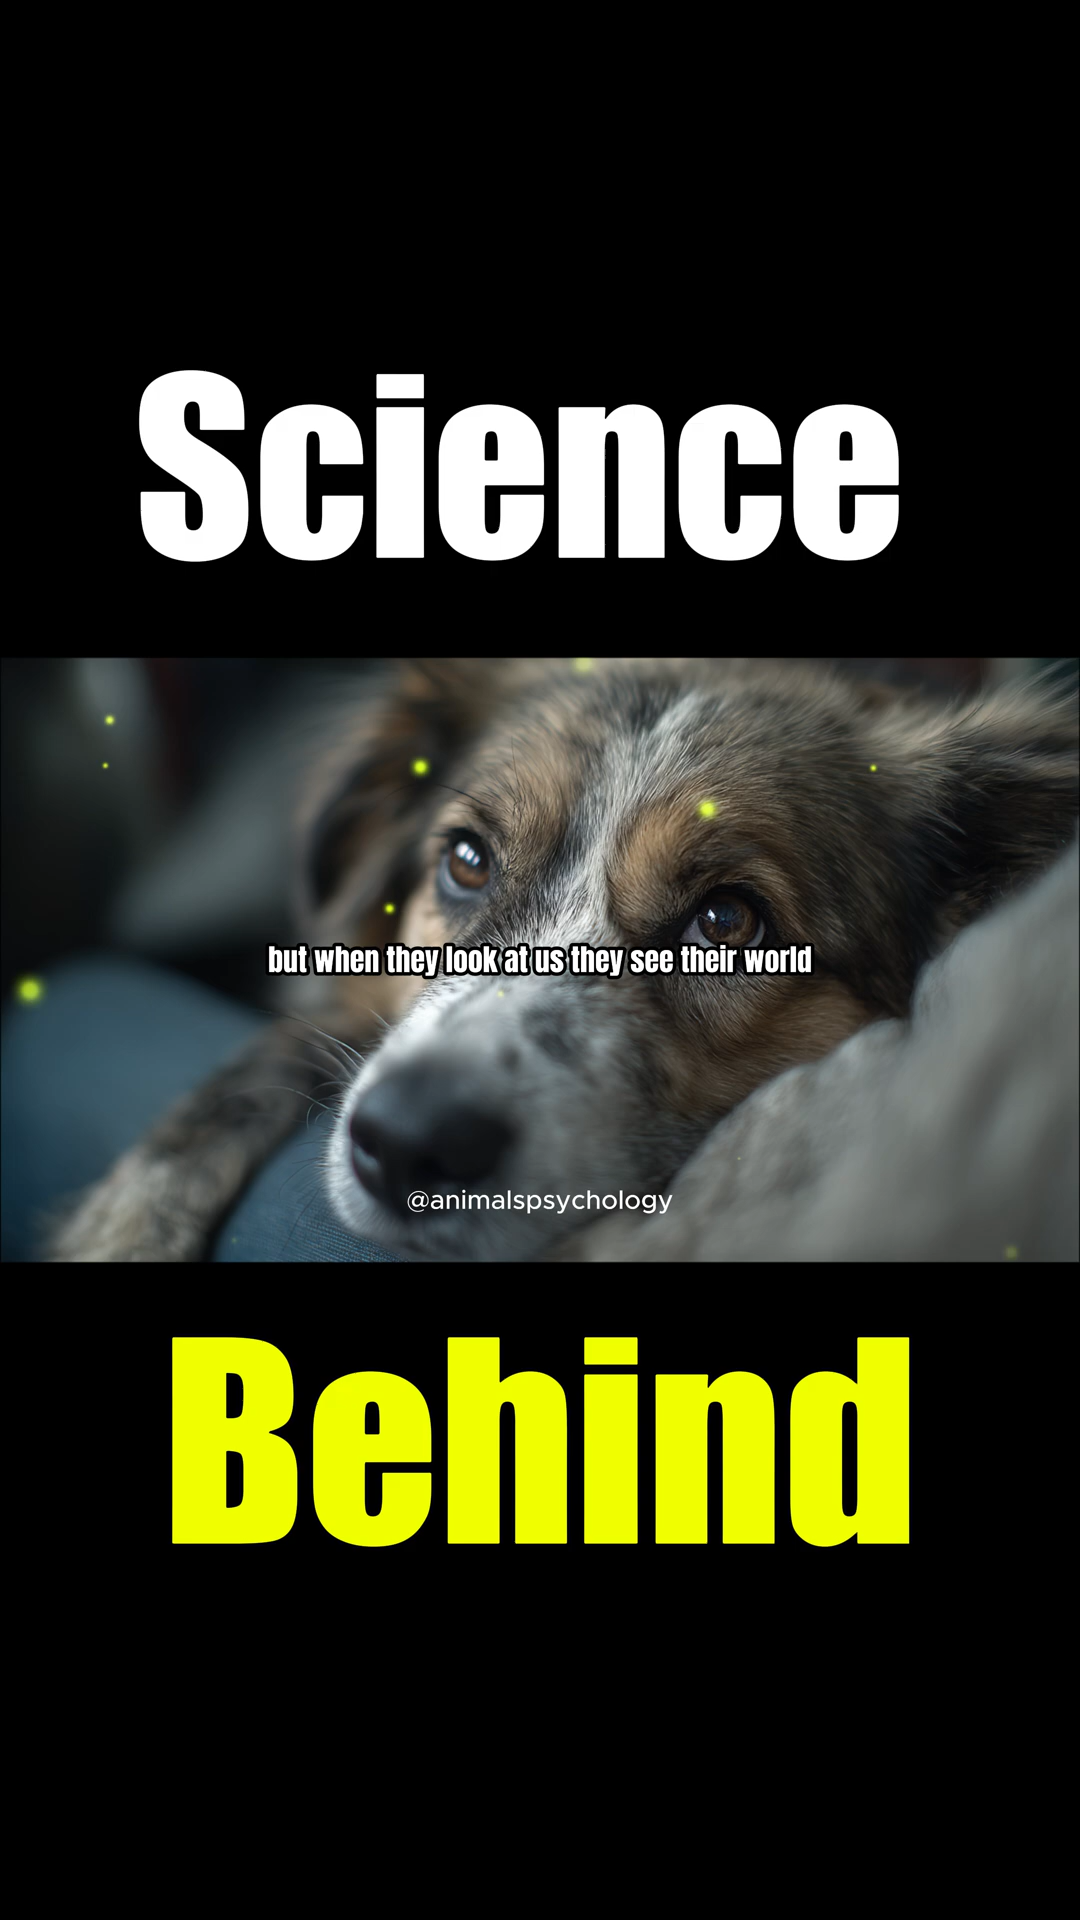 Science
but when they look at us they see their world
@animalspsychology
Behind